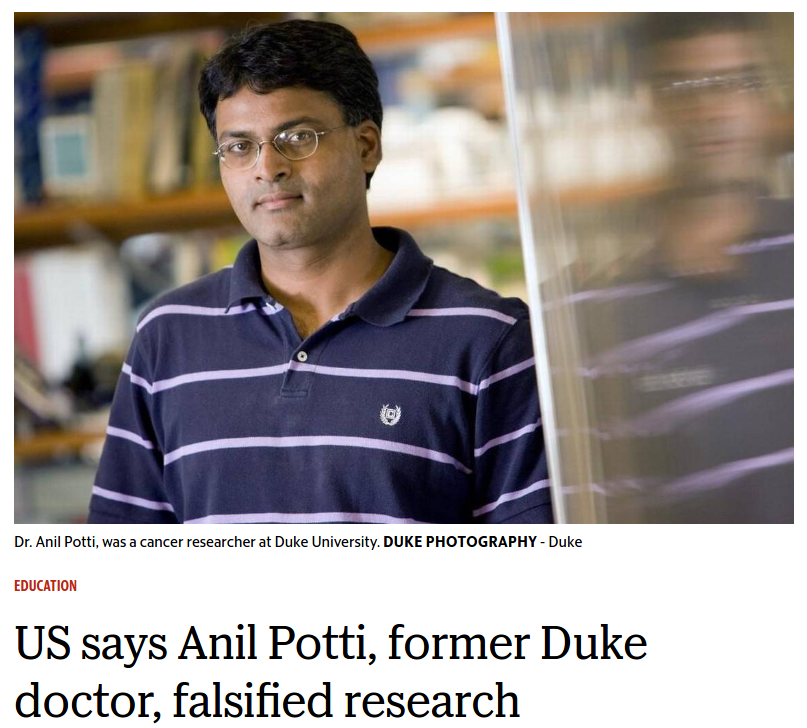 Dr. Anil Potti, was a cancer researcher at Duke University. DUKE PHOTOGRAPHY - Duke
EDUCATION
US says Anil Potti, former Duke
doctor, falsified research